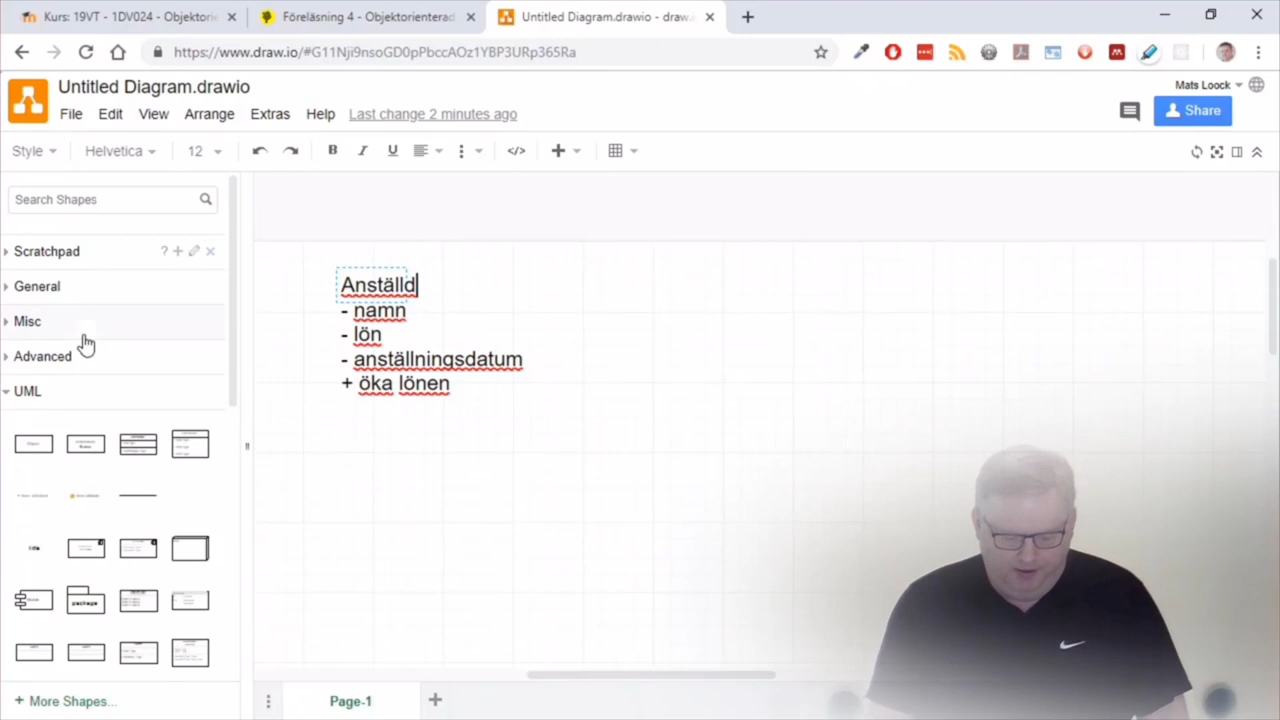 Kurs: 19VT - 1DV024 - Objektorie
Föreläsning 4 - Objektorienterad
Untitled Diagram.drawio - draw.i
https://www.draw.io/#G11Nji9nsoGD0pPbccAOz1YBP3URp365Ra
Untitled Diagram.drawio
Mats Loock
File Edit View Arrange Extras Help Last change 2 minutes ago
Share
Style Helvetica 12 B I U
Search Shapes
Scratchpad
General
Misc
Advanced
UML
title
package
More Shapes...
Anställd
- namn
- lön
- anställningsdatum
+ öka lönen
Page-1